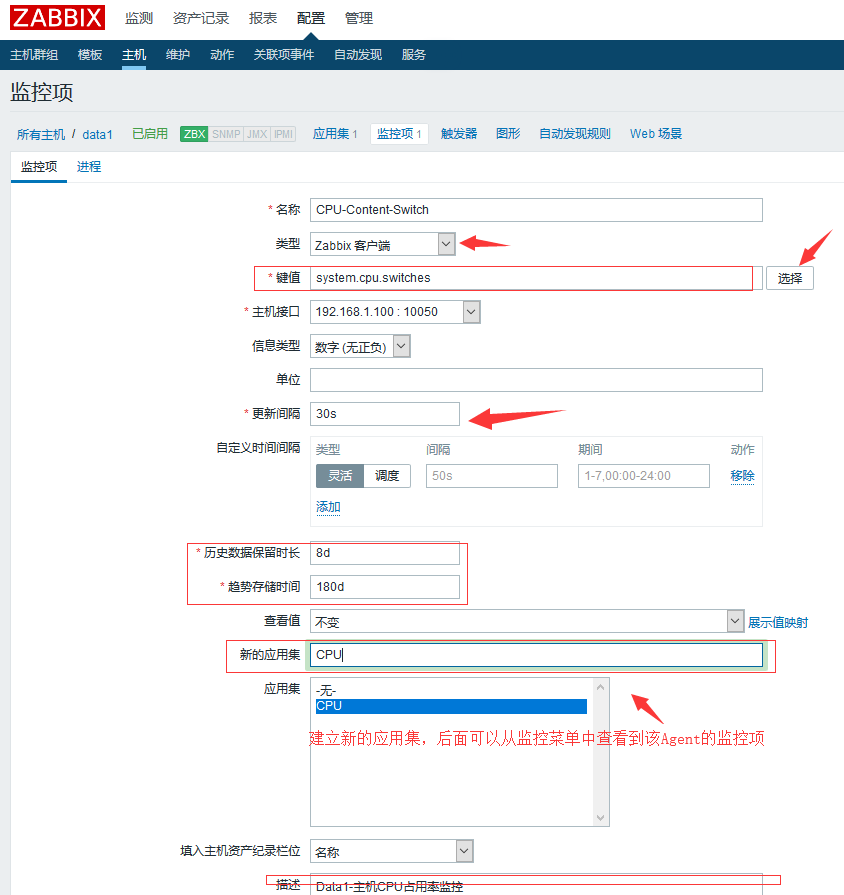 ZABBIX 监测 资产记录 报表 配置 管理
主机群组 模板 主机 维护 动作 关联项事件 自动发现 服务
监控项
所有主机 / data1 已启用 ZBX SNMP JMX IPMI 应用集 1 监控项 1 触发器 图形 自动发现规则 Web 场景
监控项 进程
* 名称 CPU-Content-Switch
类型 Zabbix 客户端
* 键值 system.cpu.switches 选择
* 主机接口 192.168.1.100 : 10050
信息类型 数字 (无正负)
单位
* 更新间隔 30s
自定义时间间隔 类型 间隔 期间 动作
灵活 调度 50s 1-7,00:00-24:00 移除
添加
* 历史数据保留时长 8d
* 趋势存储时间 180d
查看值 不变 展示值映射
新的应用集 CPU
应用集 -无-
CPU
建立新的应用集，后面可以从监控菜单中查看到该Agent的监控项
填入主机资产纪录栏位 名称
描述 Data1-主机CPU占用率监控